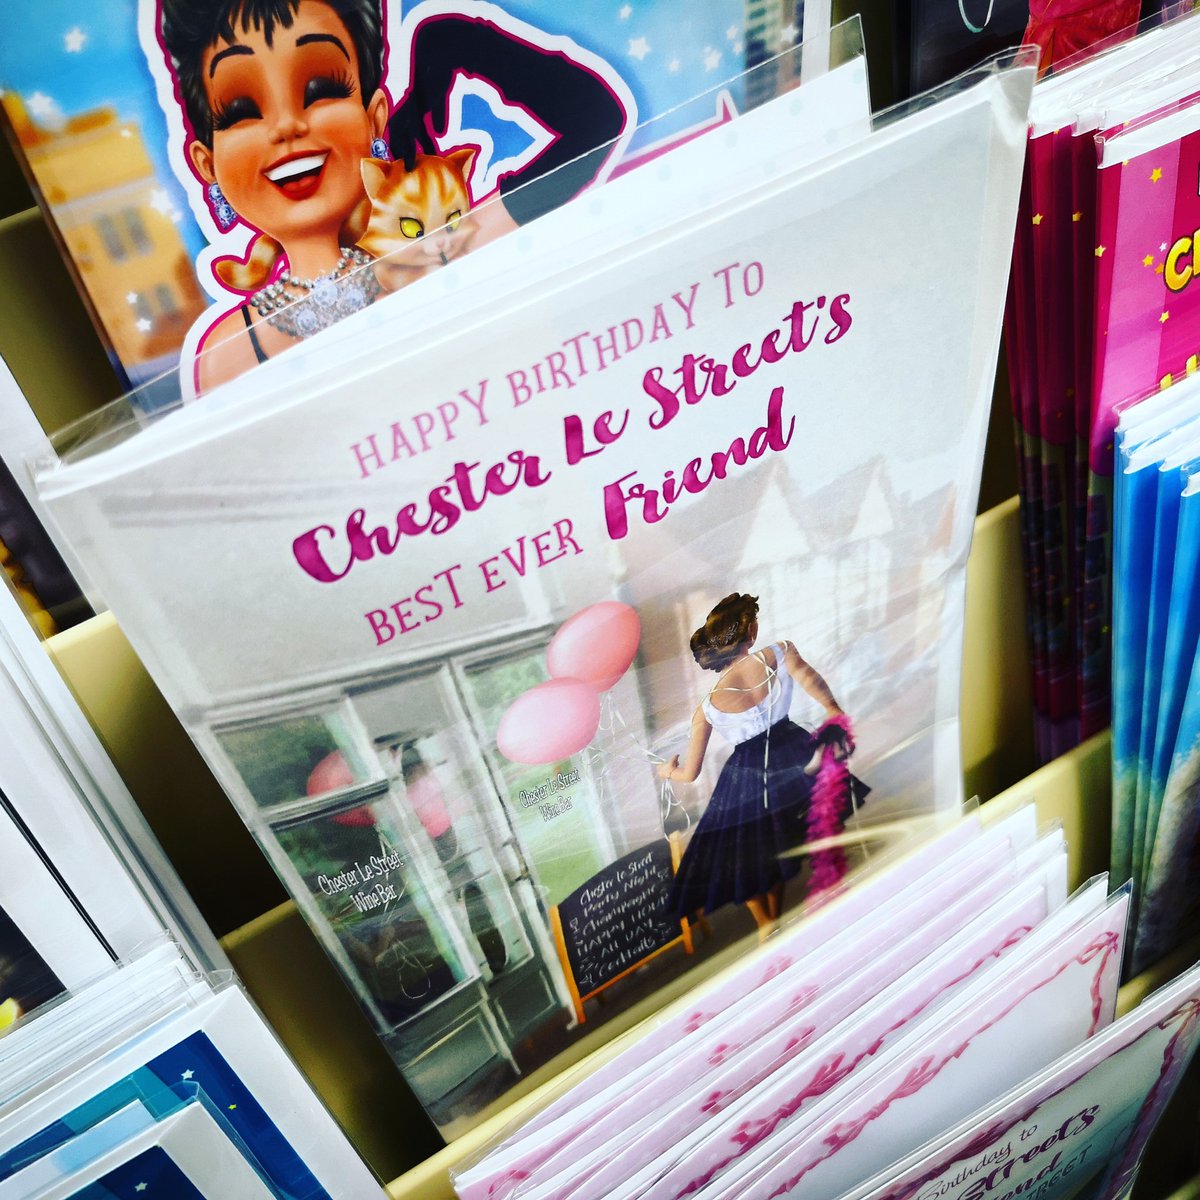 HAPPY BIRTHDAY TO
Chester Le Street's
BEST EVER Friend
Chester Le Street
Wine Bar
Chester Le Street
Wine Bar
Chester le Street
Party Night
Champagne
HAPPY HOUR
ALL DAY
Cocktails
Birthday to
Street's
STREET